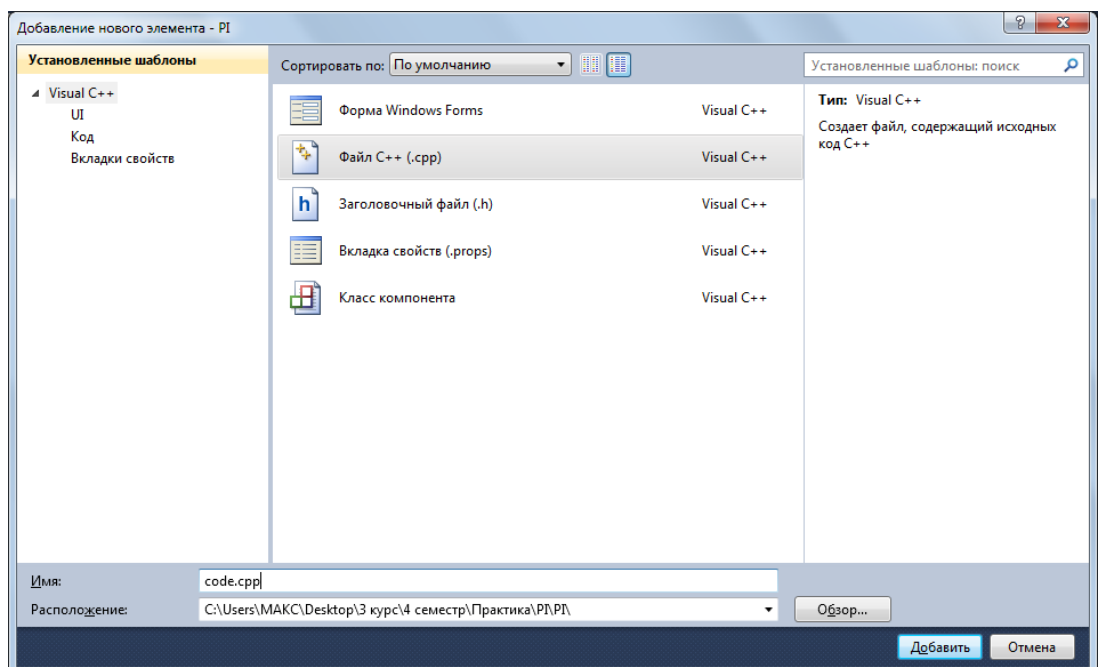 Добавление нового элемента - PI
Установленные шаблоны
Visual C++
UI
Код
Вкладки свойств
Сортировать по: По умолчанию
Форма Windows Forms Visual C++
Файл C++ (.cpp) Visual C++
Заголовочный файл (.h) Visual C++
Вкладка свойств (.props) Visual C++
Класс компонента Visual C++
Установленные шаблоны: поиск
Тип: Visual C++
Создает файл, содержащий исходных
код C++
Имя: code.cpp
Расположение: C:\Users\МАКС\Desktop\3 курс\4 семестр\Практика\PI\PI\
Обзор...
Добавить Отмена